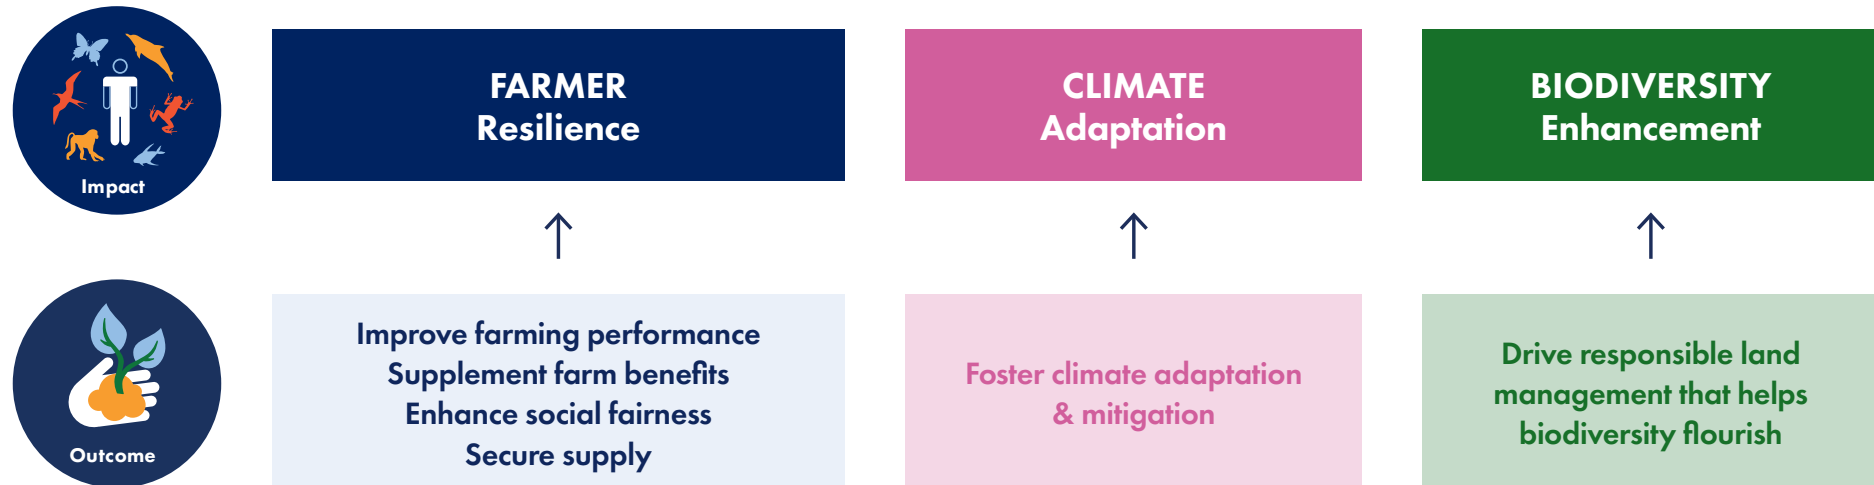 Impact
FARMER
Resilience
CLIMATE
Adaptation
BIODIVERSITY
Enhancement
Outcome
Improve farming performance
Supplement farm benefits
Enhance social fairness
Secure supply
Foster climate adaptation
& mitigation
Drive responsible land
management that helps
biodiversity flourish